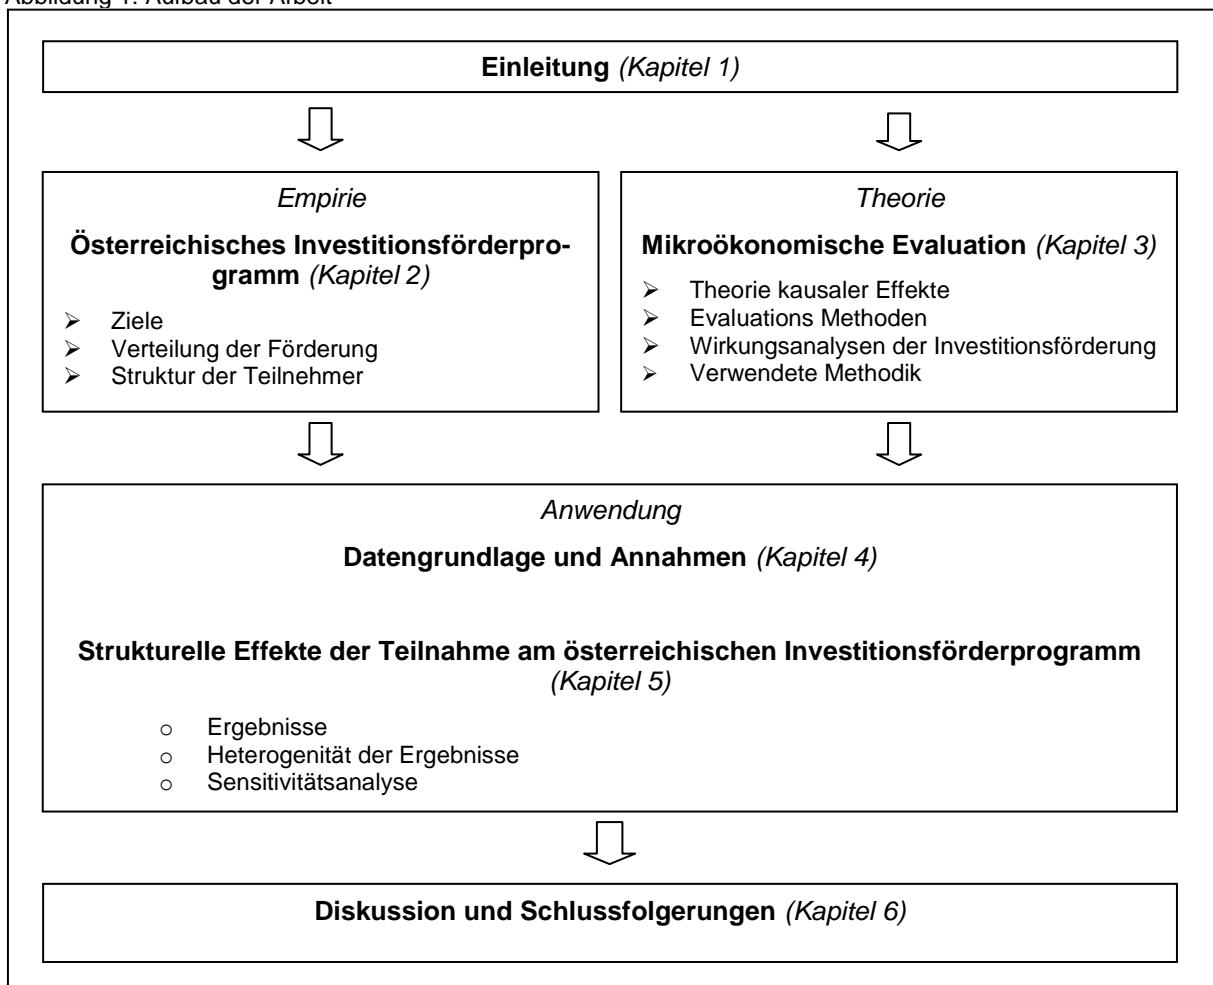 Abbildung 1: Aufbau der Arbeit
Einleitung (Kapitel 1)
Empirie
Österreichisches Investitionsförderpro-
gramm (Kapitel 2)
➢ Ziele
➢ Verteilung der Förderung
➢ Struktur der Teilnehmer
Theorie
Mikroökonomische Evaluation (Kapitel 3)
➢ Theorie kausaler Effekte
➢ Evaluations Methoden
➢ Wirkungsanalysen der Investitionsförderung
➢ Verwendete Methodik
Anwendung
Datengrundlage und Annahmen (Kapitel 4)
Strukturelle Effekte der Teilnahme am österreichischen Investitionsförderprogramm
(Kapitel 5)
o Ergebnisse
o Heterogenität der Ergebnisse
o Sensitivitätsanalyse
Diskussion und Schlussfolgerungen (Kapitel 6)